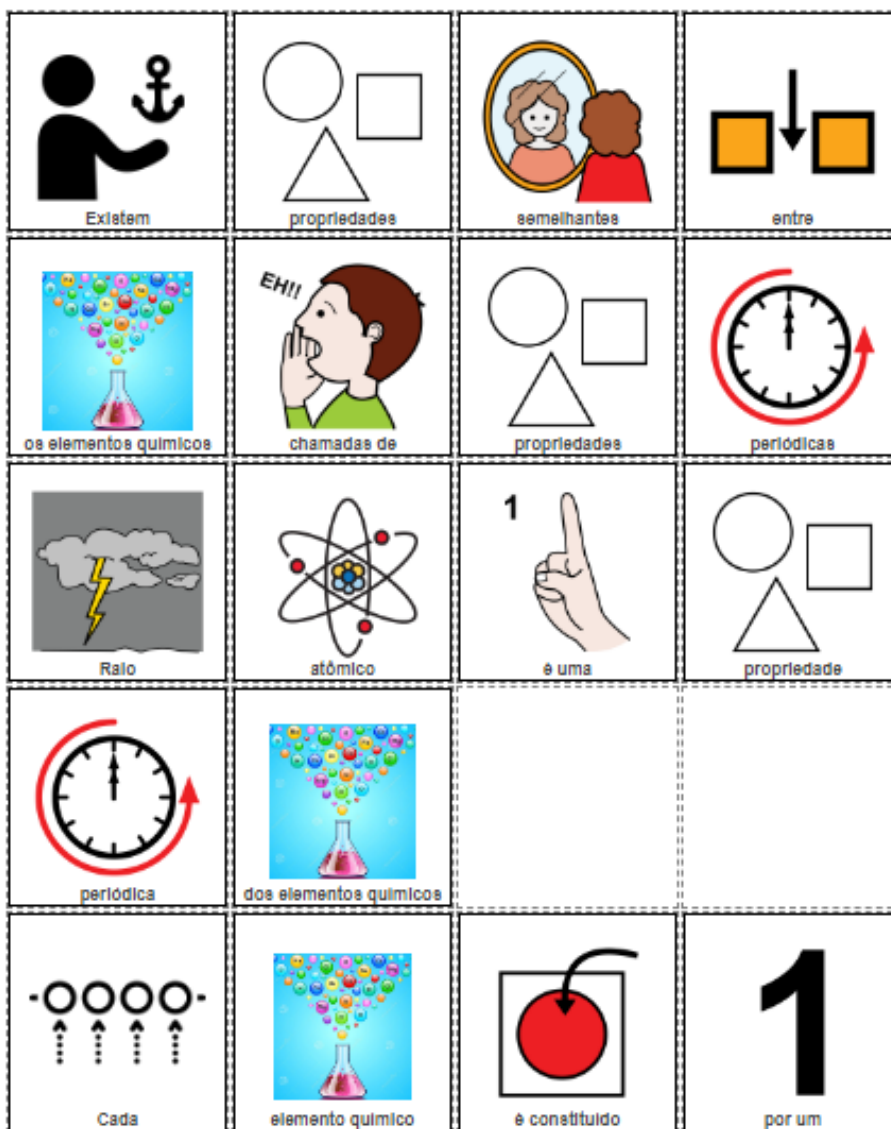 Existem propriedades semelhantes entre
EH!!
os elementos químicos chamadas de propriedades periódicas
1
Raio atômico é uma propriedade
periódica dos elementos químicos
1
Cada elemento químico é constituído por um